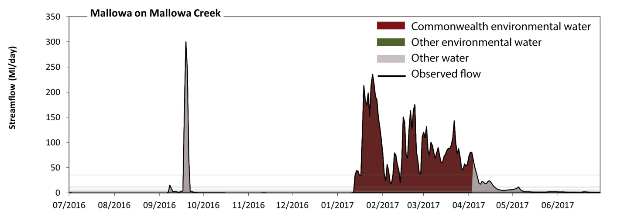 Mallowa on Mallowa Creek
Streamflow (Ml/day)
350
300
250
200
150
100
50
0
Commonwealth environmental water
Other environmental water
Other water
Observed flow
07/2016 08/2016 09/2016 10/2016 11/2016 12/2016 01/2017 02/2017 03/2017 04/2017 05/2017 06/2017